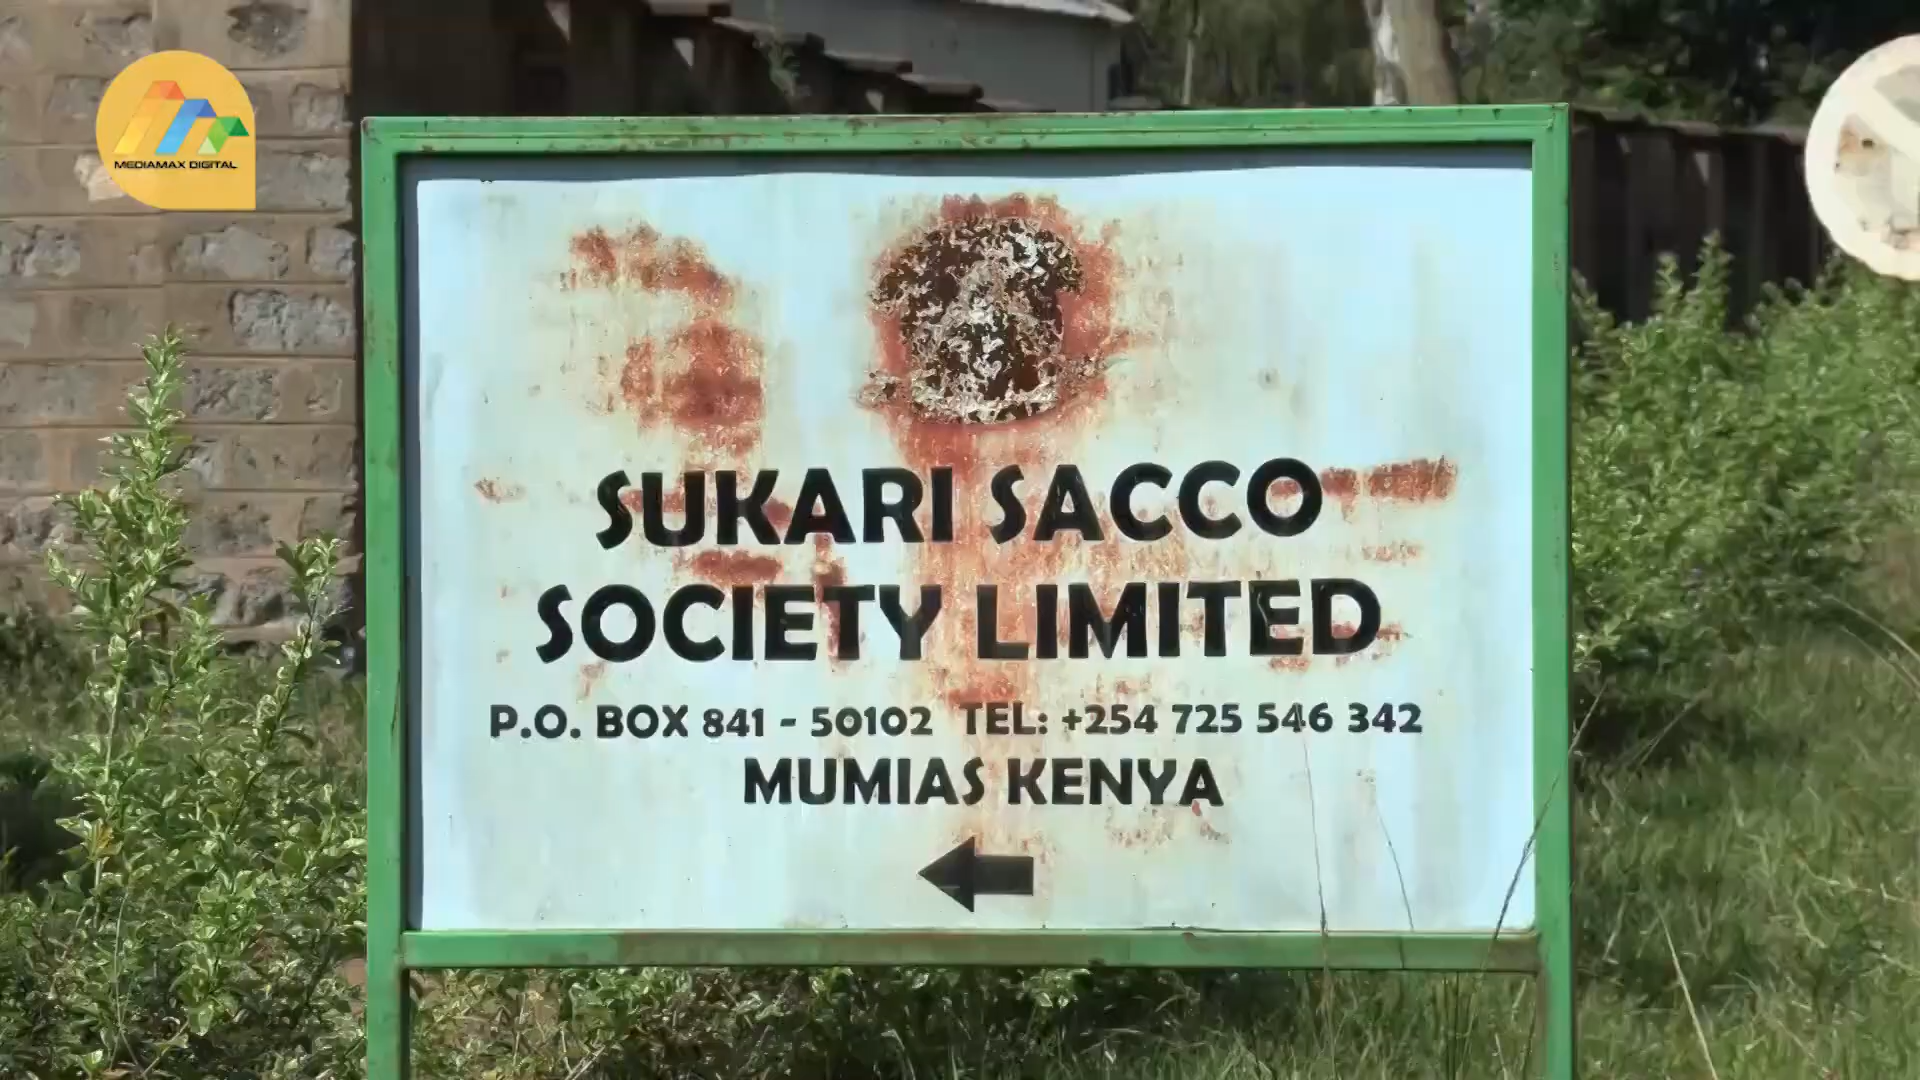 MEDIAMAX DIGITAL
SUKARI SACCO
SOCIETY LIMITED
P.O. BOX 841 - 50102 TEL: +254 725 546 342
MUMIAS KENYA